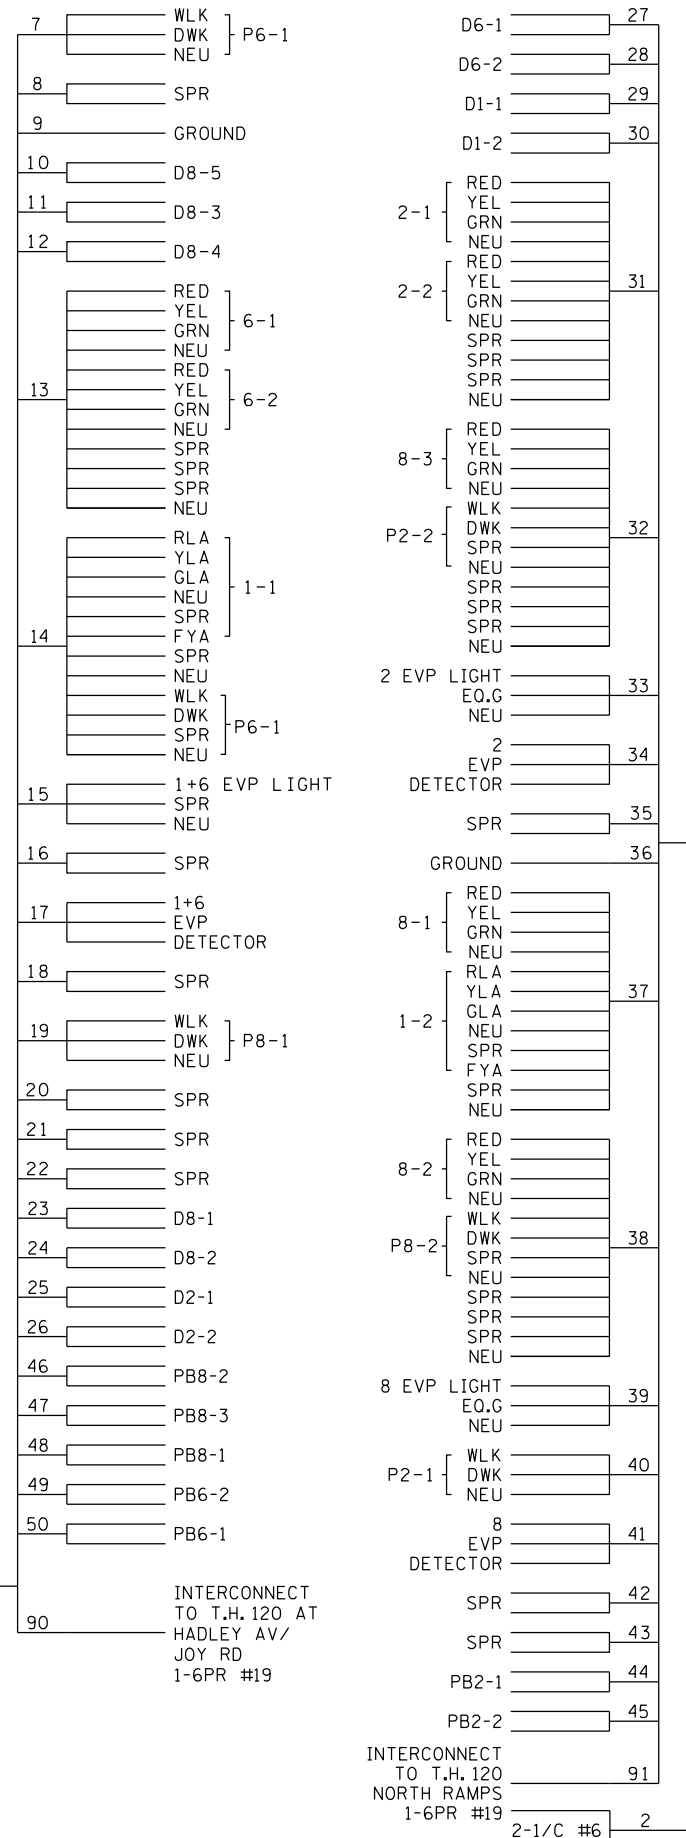 7
WLK
DWK
NEU
P6-1
8
SPR
9
GROUND
10
D8-5
11
D8-3
12
D8-4
RED
YEL
GRN
NEU
6-1
13
RED
YEL
GRN
NEU
6-2
SPR
SPR
SPR
NEU
RLA
YLA
GLA
NEU
SPR
FYA
1-1
14
SPR
NEU
WLK
DWK
SPR
NEU
P6-1
15
1+6 EVP LIGHT
SPR
NEU
16
SPR
17
1+6
EVP
DETECTOR
18
SPR
19
WLK
DWK
NEU
P8-1
20
SPR
21
SPR
22
SPR
23
D8-1
24
D8-2
25
D2-1
26
D2-2
46
PB8-2
47
PB8-3
48
PB8-1
49
PB6-2
50
PB6-1
90
INTERCONNECT
TO T.H. 120 AT
HADLEY AV/
JOY RD
1-6PR #19
D6-1
27
D6-2
28
D1-1
29
D1-2
30
2-1
RED
YEL
GRN
NEU
2-2
RED
YEL
GRN
NEU
31
SPR
SPR
SPR
NEU
8-3
RED
YEL
GRN
NEU
P2-2
WLK
DWK
SPR
NEU
32
SPR
SPR
SPR
NEU
2 EVP LIGHT
EQ.G
NEU
33
2
EVP
DETECTOR
34
SPR
35
GROUND
36
8-1
RED
YEL
GRN
NEU
1-2
RLA
YLA
GLA
NEU
SPR
FYA
37
SPR
NEU
8-2
RED
YEL
GRN
NEU
P8-2
WLK
DWK
SPR
NEU
38
SPR
SPR
SPR
NEU
8 EVP LIGHT
EQ.G
NEU
39
P2-1
WLK
DWK
NEU
40
8
EVP
DETECTOR
41
SPR
42
SPR
43
PB2-1
44
PB2-2
45
INTERCONNECT
TO T.H. 120
NORTH RAMPS
1-6PR #19
91
2-1/C #6
2